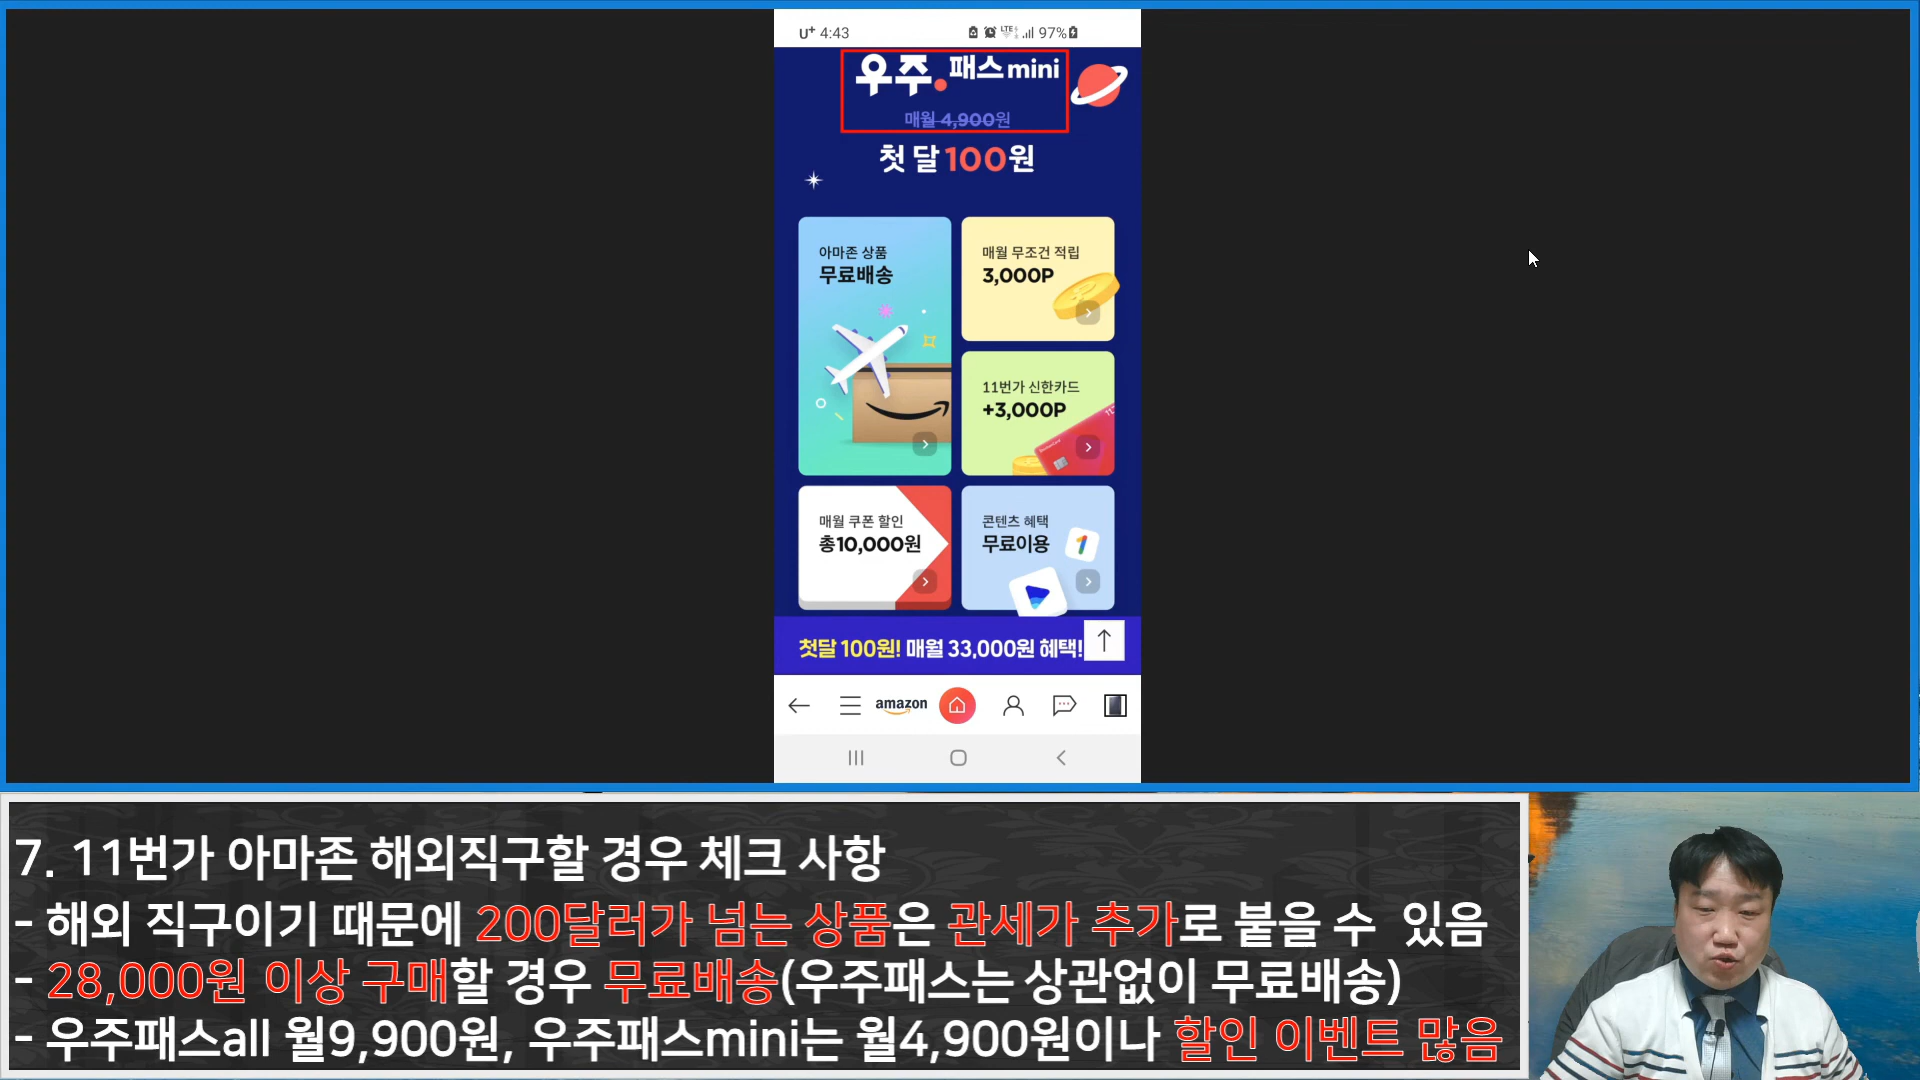 U+ 4:43
LTE 97%
우주.패스 mini
매월 4,900원
첫 달 100원
아마존 상품
무료배송
매월 무조건 적립
3,000P
11번가 신한카드
+3,000P
매월 쿠폰 할인
총10,000원
콘텐츠 혜택
무료이용
첫달 100원! 매월 33,000원 혜택!
amazon
7. 11번가 아마존 해외직구할 경우 체크 사항
- 해외 직구이기 때문에 200달러가 넘는 상품은 관세가 추가로 붙을 수 있음
- 28,000원 이상 구매할 경우 무료배송(우주패스는 상관없이 무료배송)
- 우주패스all 월9,900원, 우주패스mini는 월4,900원이나 할인 이벤트 많음